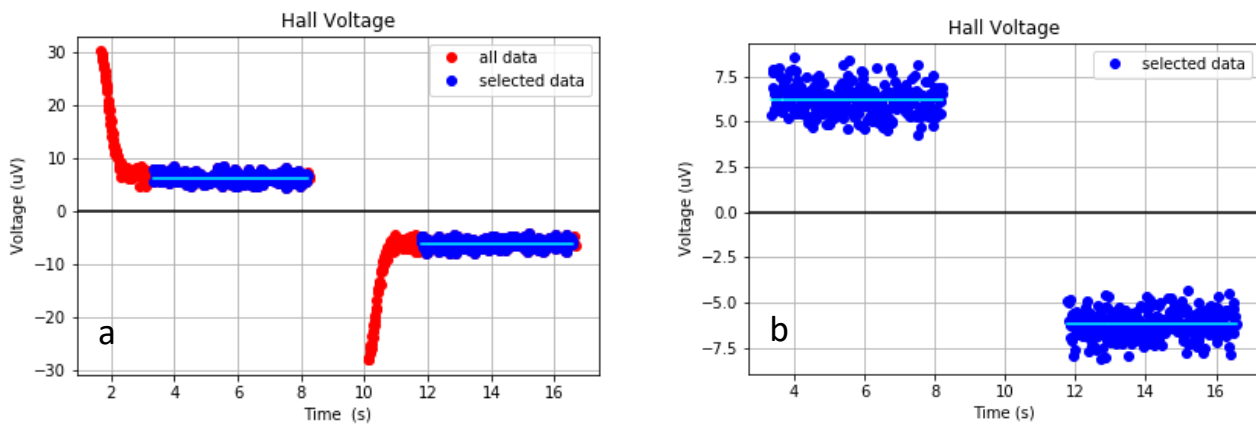 Hall Voltage
30
20
10
0
−10
−20
−30
Voltage (uV)
all data
selected data
a
2
4
6
8
10
12
14
16
Time (s)
Hall Voltage
7.5
5.0
2.5
0.0
−2.5
−5.0
−7.5
Voltage (uV)
selected data
b
4
6
8
10
12
14
16
Time (s)